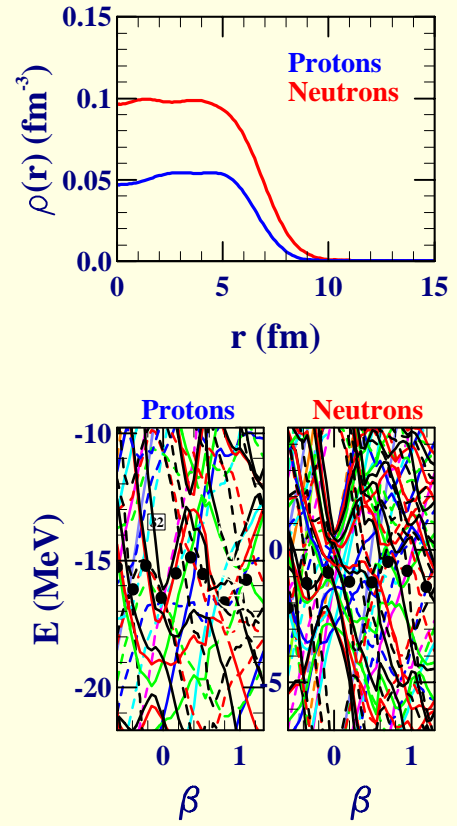 0.15
Protons
Neutrons
0.1
0.05
0.0
ρ(r) (fm⁻³)
0 5 10 15
r (fm)
Protons Neutrons
-10
-15
-20
E (MeV)
0
-5
0 1 0 1
β β